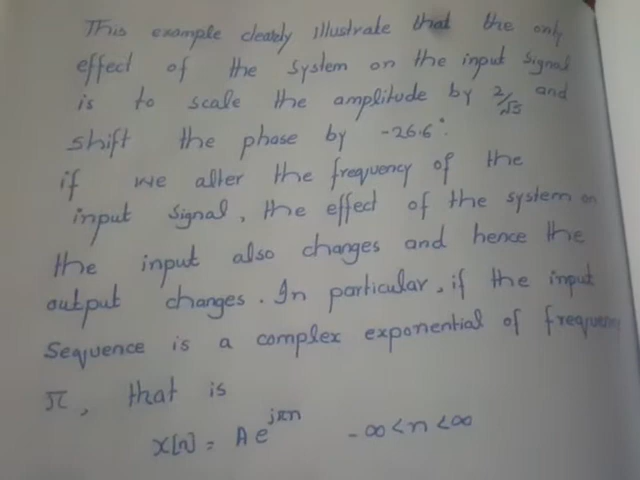 This example clearly illustrate that the only
effect of the system on the input signal
is to scale the amplitude by 2/√5 and
shift the phase by -26.6°.
if we alter the frequency of the
input signal, the effect of the system on
the input also changes and hence the
output changes. In particular, if the input
sequence is a complex exponential of frequency
π, that is
x[n] = A e^jπn -∞<n<∞